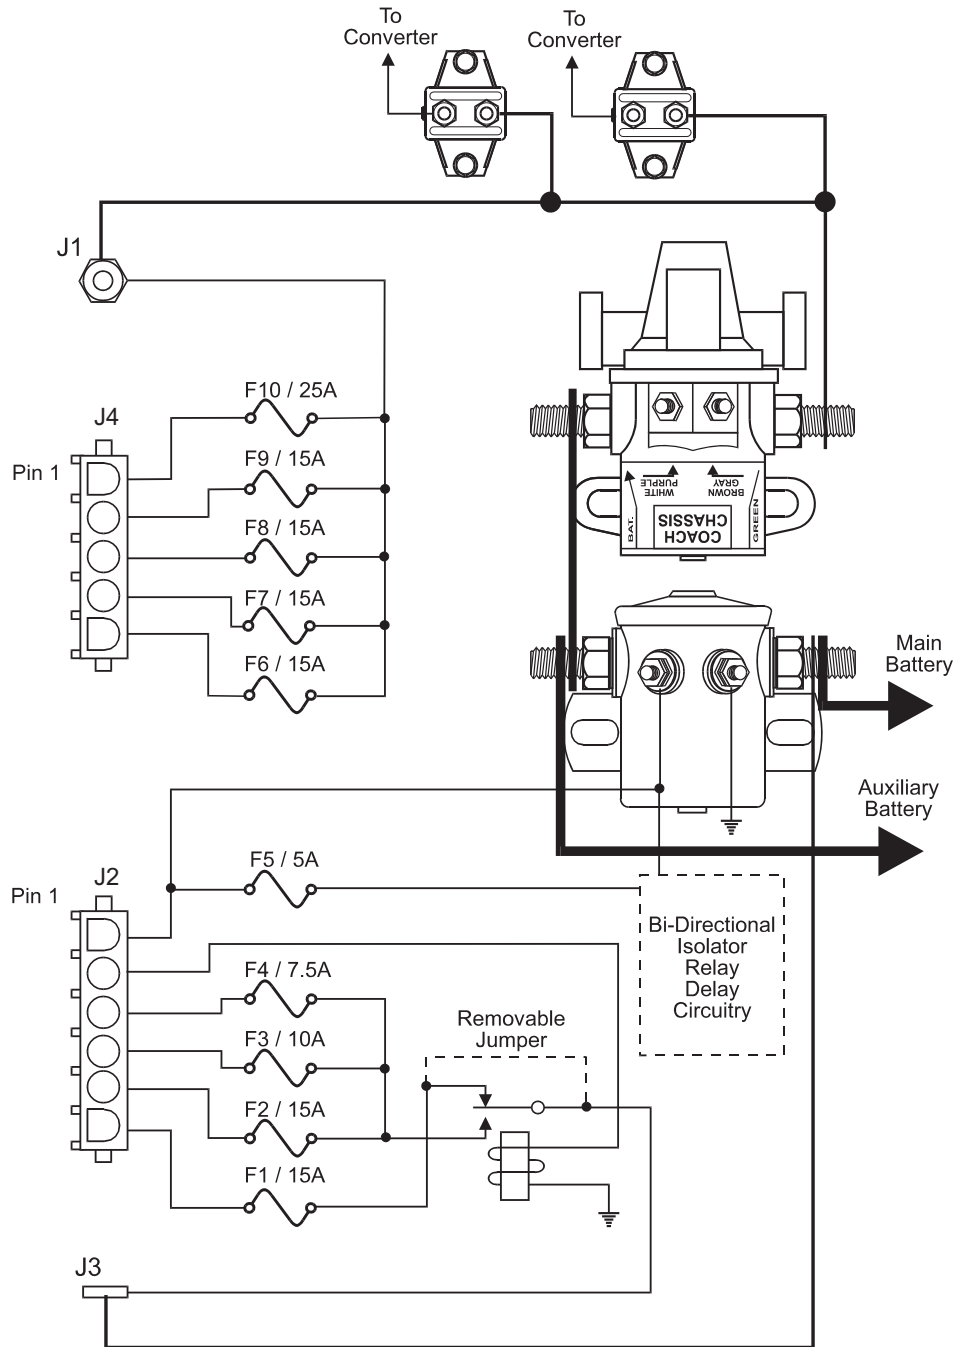 To
Converter
To
Converter
J1
F10 / 25A
J4
F9 / 15A
Pin 1
F8 / 15A
F7 / 15A
F6 / 15A
WHITE
PURPLE
BROWN
GRAY
BAT.
COACH
CHASSIS
GREEN
Main
Battery
Auxiliary
Battery
F5 / 5A
J2
Pin 1
Bi-Directional
Isolator
Relay
Delay
Circuitry
F4 / 7.5A
Removable
Jumper
F3 / 10A
F2 / 15A
F1 / 15A
J3